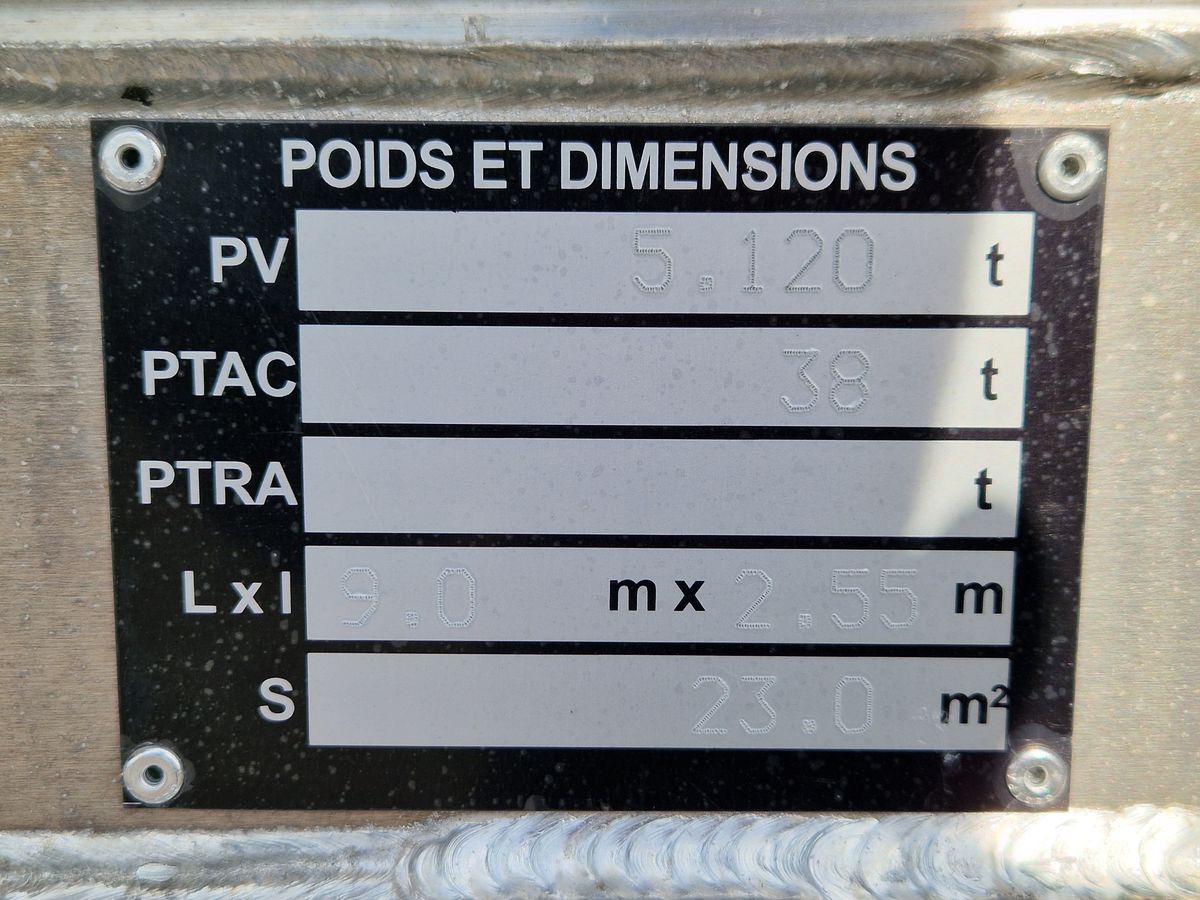 POIDS ET DIMENSIONS
PV 5.120 t
PTAC 38 t
PTRA t
L x l 9.0 m x 2.55 m
S 23.0 m²